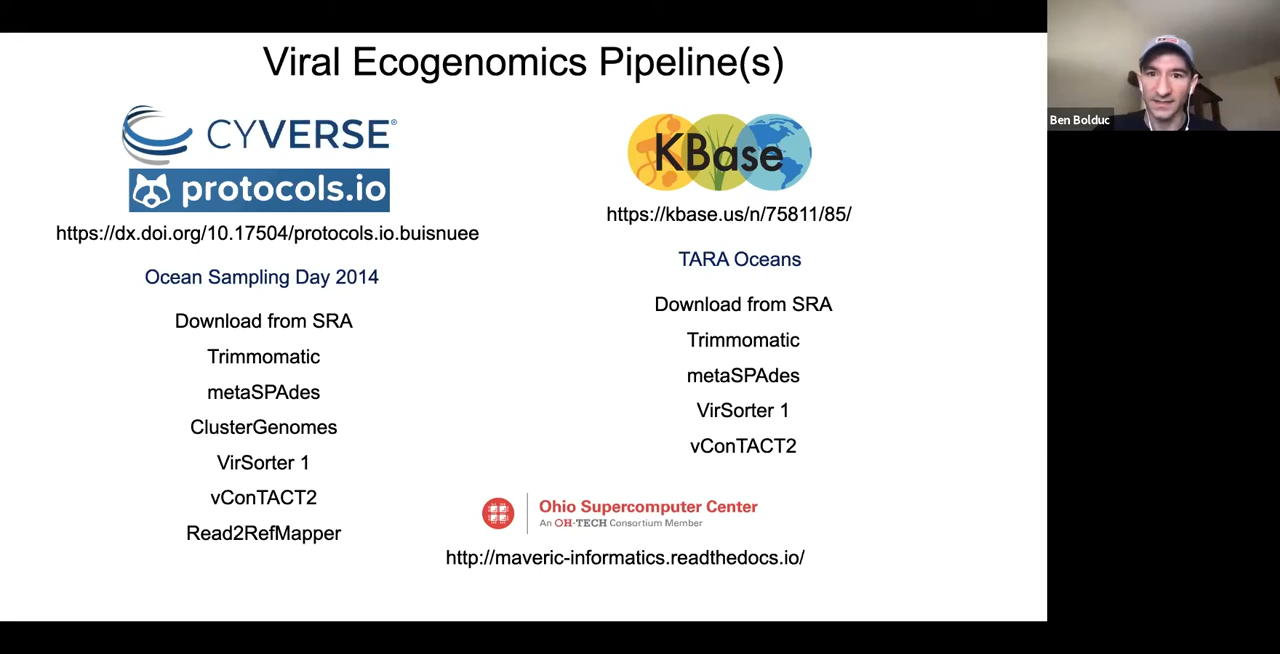 Viral Ecogenomics Pipeline(s)
CYVERSE®
protocols.io
https://dx.doi.org/10.17504/protocols.io.buisnuee
Ocean Sampling Day 2014
Download from SRA
Trimmomatic
metaSPAdes
ClusterGenomes
VirSorter 1
vConTACT2
Read2RefMapper
KBase
https://kbase.us/n/75811/85/
TARA Oceans
Download from SRA
Trimmomatic
metaSPAdes
VirSorter 1
vConTACT2
Ohio Supercomputer Center
An OH·TECH Consortium Member
http://maveric-informatics.readthedocs.io/
Ben Bolduc